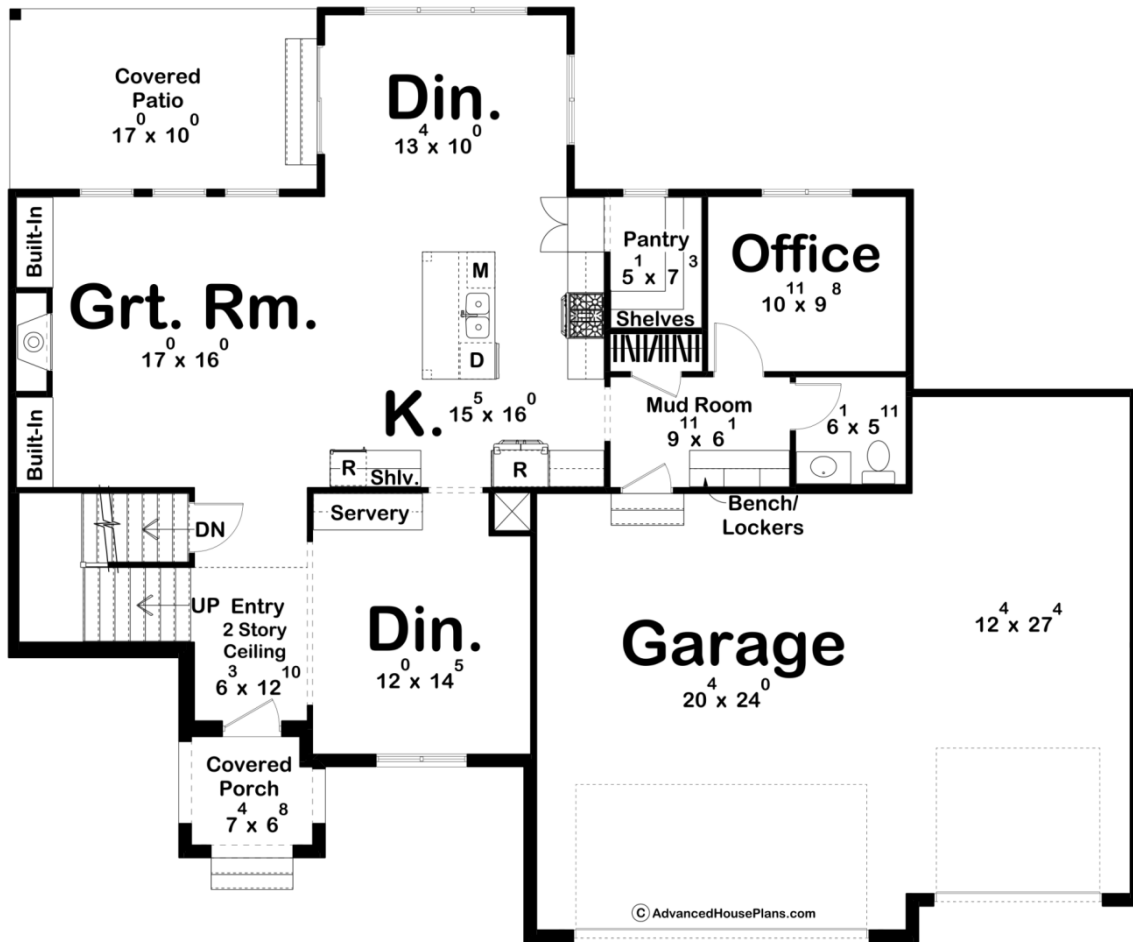 Covered
Patio
17⁰ x 10⁰
Din.
13⁴ x 10⁰
Built-In
Grt. Rm.
17⁰ x 16⁰
Built-In
M
D
K. 15⁵ x 16⁰
R
Shlv.
R
Pantry
5¹ x 7³
Shelves
Office
10¹¹ x 9⁸
Mud Room
9¹¹ x 6¹
6¹ x 5¹¹
Bench/
Lockers
DN
UP
Entry
2 Story
Ceiling
6³ x 12¹⁰
Servery
Din.
12⁰ x 14⁵
Garage
20⁴ x 24⁰
12⁴ x 27⁴
Covered
Porch
7⁴ x 6⁸
© AdvancedHousePlans.com